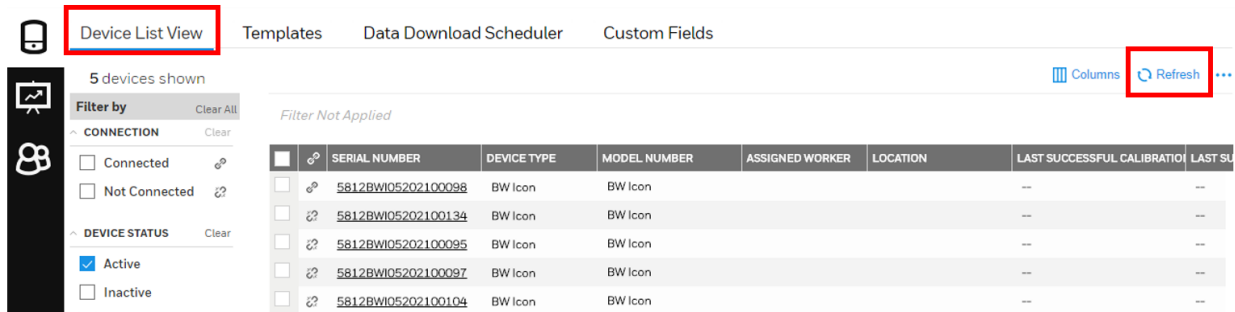 Device List View Templates Data Download Scheduler Custom Fields
5 devices shown
Columns Refresh ...
Filter by Clear All
Filter Not Applied
CONNECTION Clear
Connected
Not Connected
DEVICE STATUS Clear
Active
Inactive
SERIAL NUMBER DEVICE TYPE MODEL NUMBER ASSIGNED WORKER LOCATION LAST SUCCESSFUL CALIBRATIO LAST SU
5812BWI05202100098 BW Icon BW Icon -- --
5812BWI05202100134 BW Icon BW Icon -- --
5812BWI05202100095 BW Icon BW Icon -- --
5812BWI05202100097 BW Icon BW Icon -- --
5812BWI05202100104 BW Icon BW Icon -- --